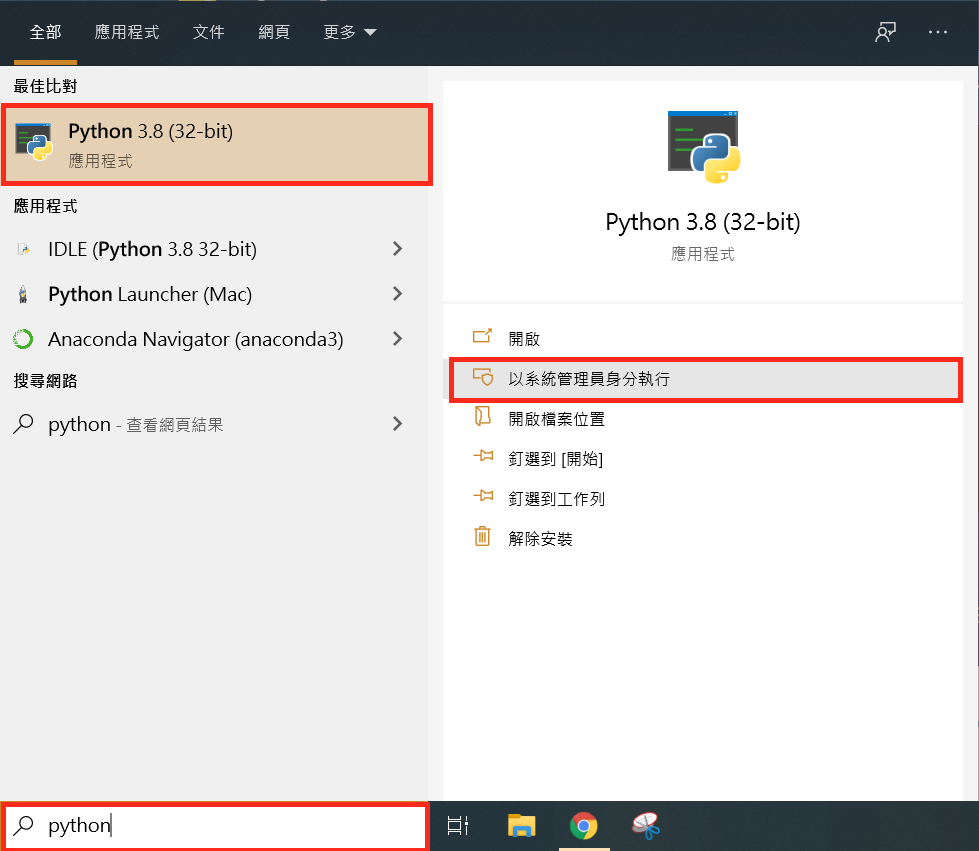 全部 應用程式 文件 網頁 更多
最佳比對
Python 3.8 (32-bit)
應用程式
應用程式
IDLE (Python 3.8 32-bit)
Python Launcher (Mac)
Anaconda Navigator (anaconda3)
搜尋網路
python - 查看網頁結果
Python 3.8 (32-bit)
應用程式
開啟
以系統管理員身分執行
開啟檔案位置
釘選到 [開始]
釘選到工作列
解除安裝
python